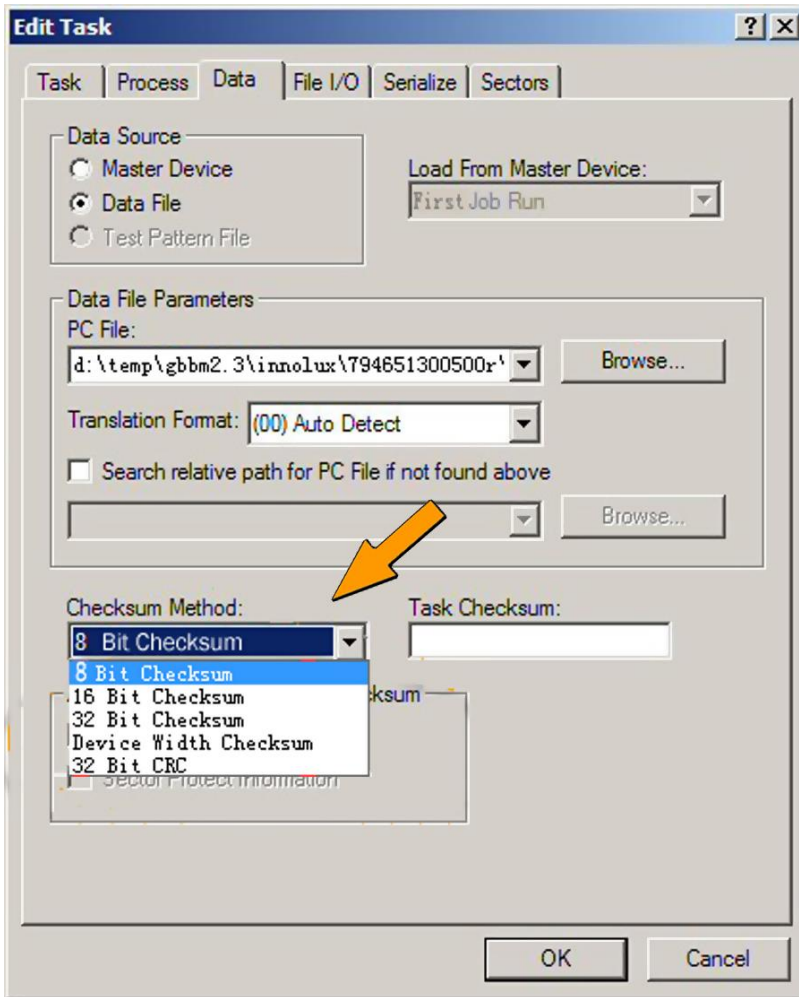 Edit Task
Task Process Data File I/O Serialize Sectors
Data Source
Master Device
Data File
Test Pattern File
Load From Master Device:
First Job Run
Data File Parameters
PC File:
d:\temp\gbbm2.3\innolux\794651300500r\
Browse...
Translation Format: (00) Auto Detect
Search relative path for PC File if not found above
Browse...
Checksum Method:
8 Bit Checksum
Task Checksum:
8 Bit Checksum
16 Bit Checksum
32 Bit Checksum
Device Width Checksum
32 Bit CRC
ksum
Sector Protect Information
OK Cancel